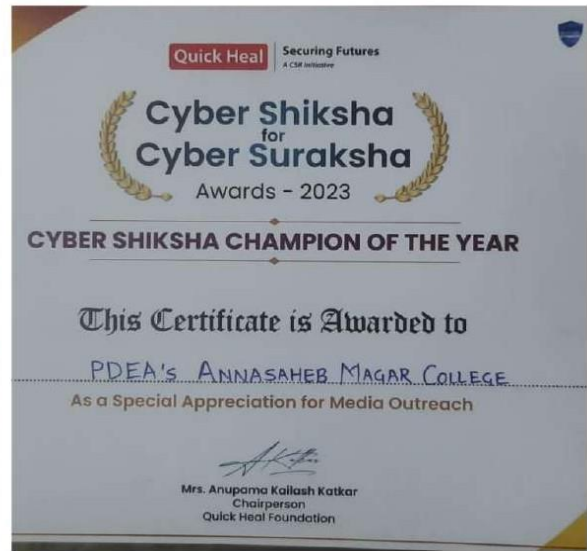 Quick Heal
Securing Futures
A CSR Initiative
Cyber Shiksha
for
Cyber Suraksha
Awards - 2023
CYBER SHIKSHA CHAMPION OF THE YEAR
This Certificate is Awarded to
PDEA's ANNASAHEB MAGAR COLLEGE
As a Special Appreciation for Media Outreach
Mrs. Anupama Kailash Katkar
Chairperson
Quick Heal Foundation